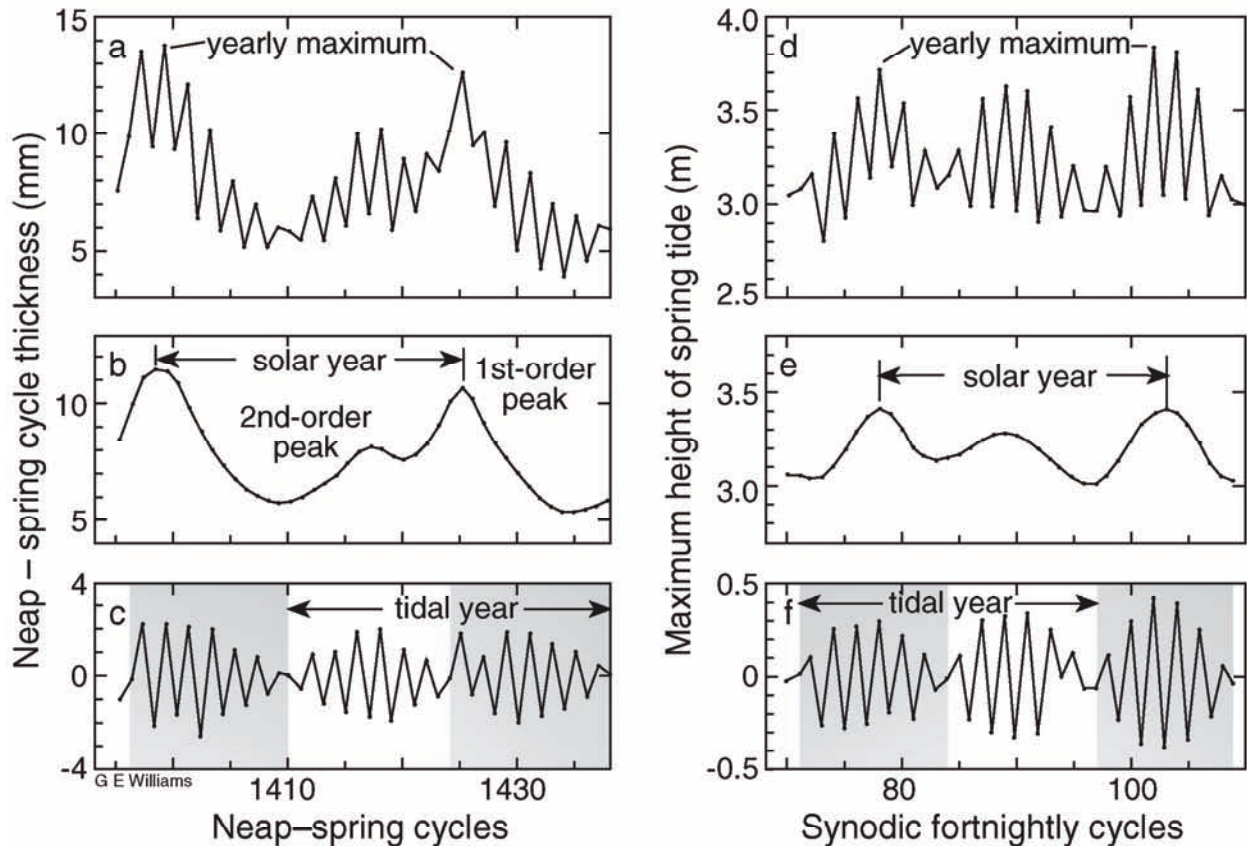 Neap – spring cycle thickness (mm)
15
10
5
a
yearly maximum
10
5
b
solar year
1st-order
peak
2nd-order
peak
4
0
-4
c
tidal year
G E Williams
1410
1430
Neap–spring cycles
Maximum height of spring tide (m)
4.0
3.5
3.0
2.5
d
yearly maximum
3.5
3.0
e
solar year
0.5
0
-0.5
f
tidal year
80
100
Synodic fortnightly cycles